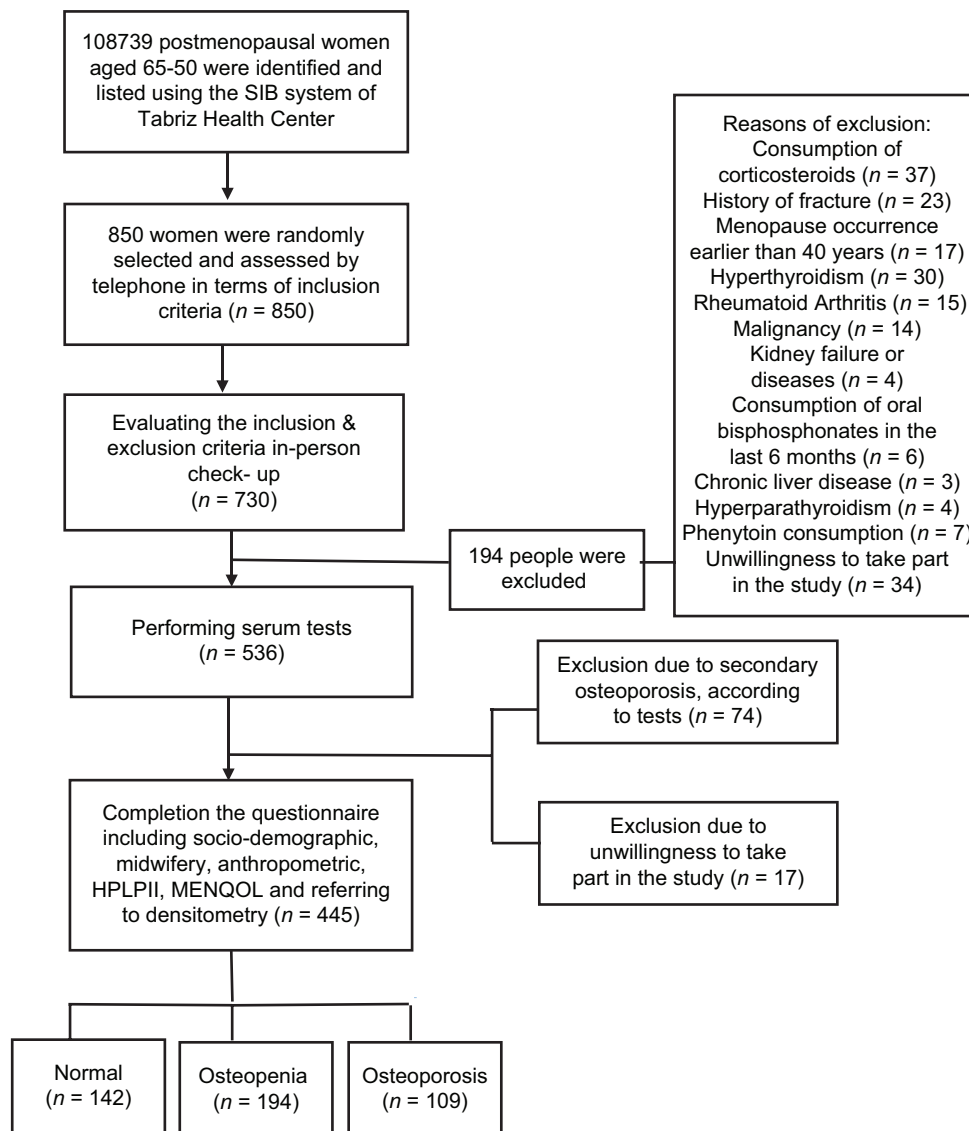 108739 postmenopausal women
aged 65-50 were identified and
listed using the SIB system of
Tabriz Health Center
850 women were randomly
selected and assessed by
telephone in terms of inclusion
criteria (n = 850)
Evaluating the inclusion &
exclusion criteria in-person
check- up
(n = 730)
194 people were
excluded
Reasons of exclusion:
Consumption of
corticosteroids (n = 37)
History of fracture (n = 23)
Menopause occurrence
earlier than 40 years (n = 17)
Hyperthyroidism (n = 30)
Rheumatoid Arthritis (n = 15)
Malignancy (n = 14)
Kidney failure or
diseases (n = 4)
Consumption of oral
bisphosphonates in the
last 6 months (n = 6)
Chronic liver disease (n = 3)
Hyperparathyroidism (n = 4)
Phenytoin consumption (n = 7)
Unwillingness to take part
in the study (n = 34)
Performing serum tests
(n = 536)
Exclusion due to secondary
osteoporosis, according
to tests (n = 74)
Exclusion due to
unwillingness to take
part in the study (n = 17)
Completion the questionnaire
including socio-demographic,
midwifery, anthropometric,
HPLPII, MENQOL and referring
to densitometry (n = 445)
Normal
(n = 142)
Osteopenia
(n = 194)
Osteoporosis
(n = 109)